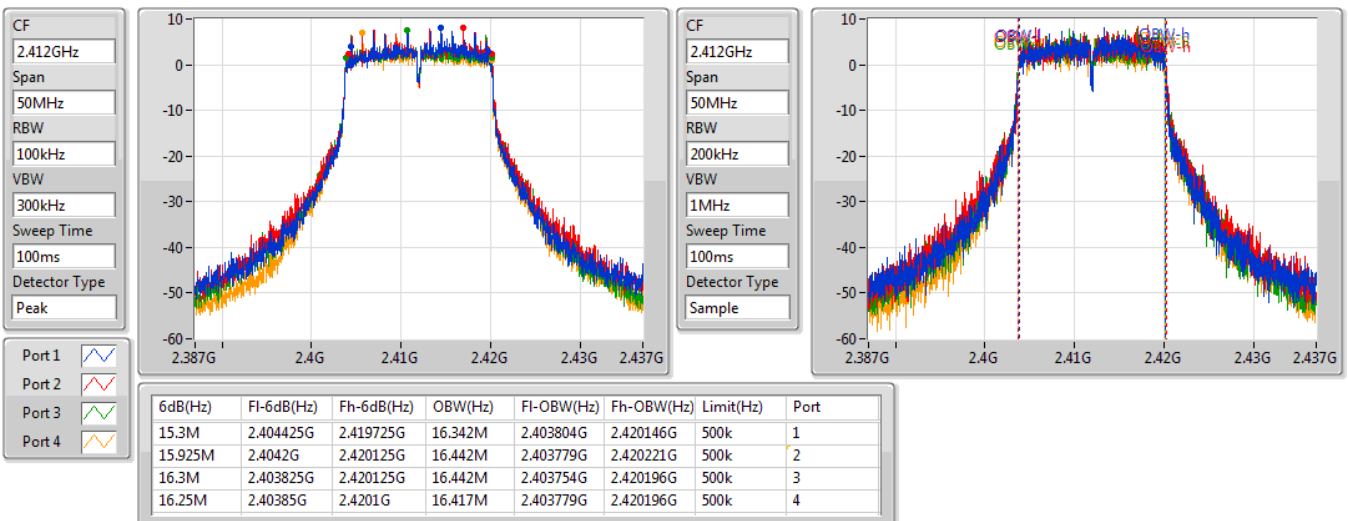 CF
2.412GHz
Span
50MHz
RBW
100kHz
VBW
300kHz
Sweep Time
100ms
Detector Type
Peak
10
0
-10
-20
-30
-40
-50
-60
2.387G 2.4G 2.41G 2.42G 2.43G 2.437G
CF
2.412GHz
Span
50MHz
RBW
200kHz
VBW
1MHz
Sweep Time
100ms
Detector Type
Sample
10
0
-10
-20
-30
-40
-50
-60
OBW-h
2.387G 2.4G 2.41G 2.42G 2.43G 2.437G
Port 1
Port 2
Port 3
Port 4
6dB(Hz) Fl-6dB(Hz) Fh-6dB(Hz) OBW(Hz) Fl-OBW(Hz) Fh-OBW(Hz) Limit(Hz) Port
15.3M 2.404425G 2.419725G 16.342M 2.403804G 2.420146G 500k 1
15.925M 2.4042G 2.420125G 16.442M 2.403779G 2.420221G 500k 2
16.3M 2.403825G 2.420125G 16.442M 2.403754G 2.420196G 500k 3
16.25M 2.40385G 2.4201G 16.417M 2.403779G 2.420196G 500k 4